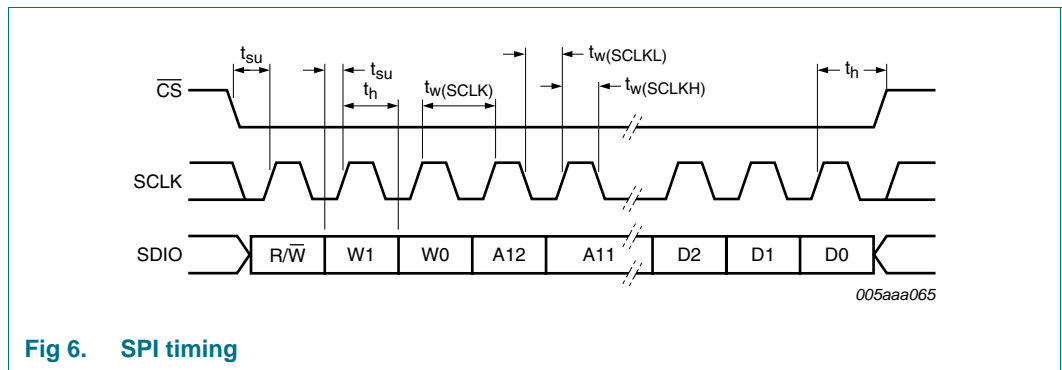 tsu
tsu
tw(SCLKL)
th
CS
th
tw(SCLK)
tw(SCLKH)
SCLK
SDIO
R/W
W1
W0
A12
A11
D2
D1
D0
005aaa065
Fig 6. SPI timing